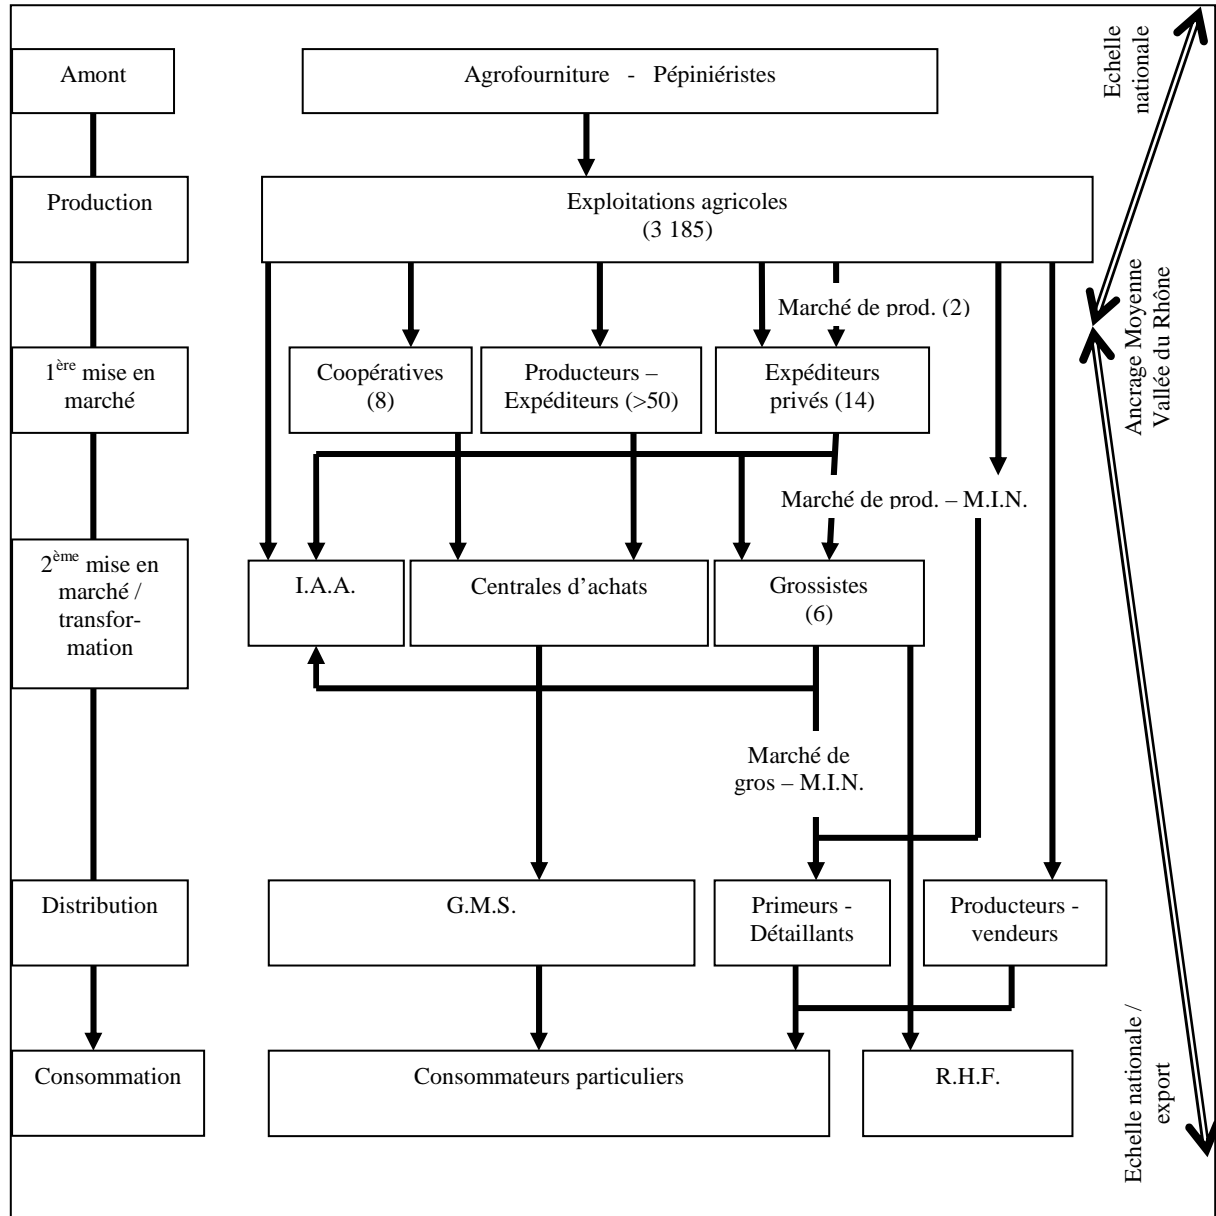 Amont
Agrofourniture - Pépiniéristes
Echelle
nationale
Production
Exploitations agricoles
(3 185)
Marché de prod. (2)
Ancrage Moyenne
Vallée du Rhône
1ère mise en
marché
Coopératives
(8)
Producteurs –
Expéditeurs (>50)
Expéditeurs
privés (14)
Marché de prod. – M.I.N.
2ème mise en
marché /
transfor-
mation
I.A.A.
Centrales d’achats
Grossistes
(6)
Marché de
gros – M.I.N.
Distribution
G.M.S.
Primeurs -
Détaillants
Producteurs -
vendeurs
Consommation
Consommateurs particuliers
R.H.F.
Echelle nationale /
export